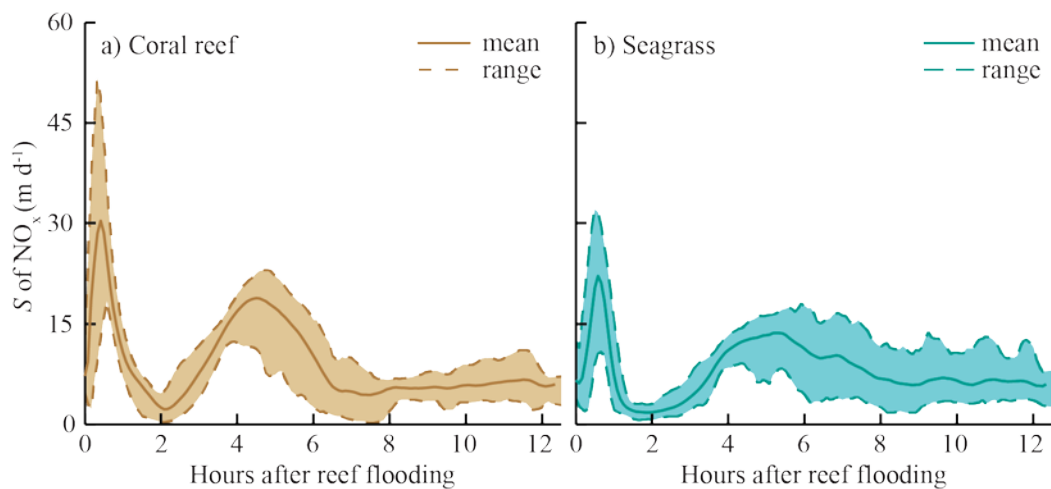 60
45
30
15
0
S of NOₓ (m d⁻¹)
a) Coral reef
mean
range
0 2 4 6 8 10 12
Hours after reef flooding
b) Seagrass
mean
range
0 2 4 6 8 10 12
Hours after reef flooding